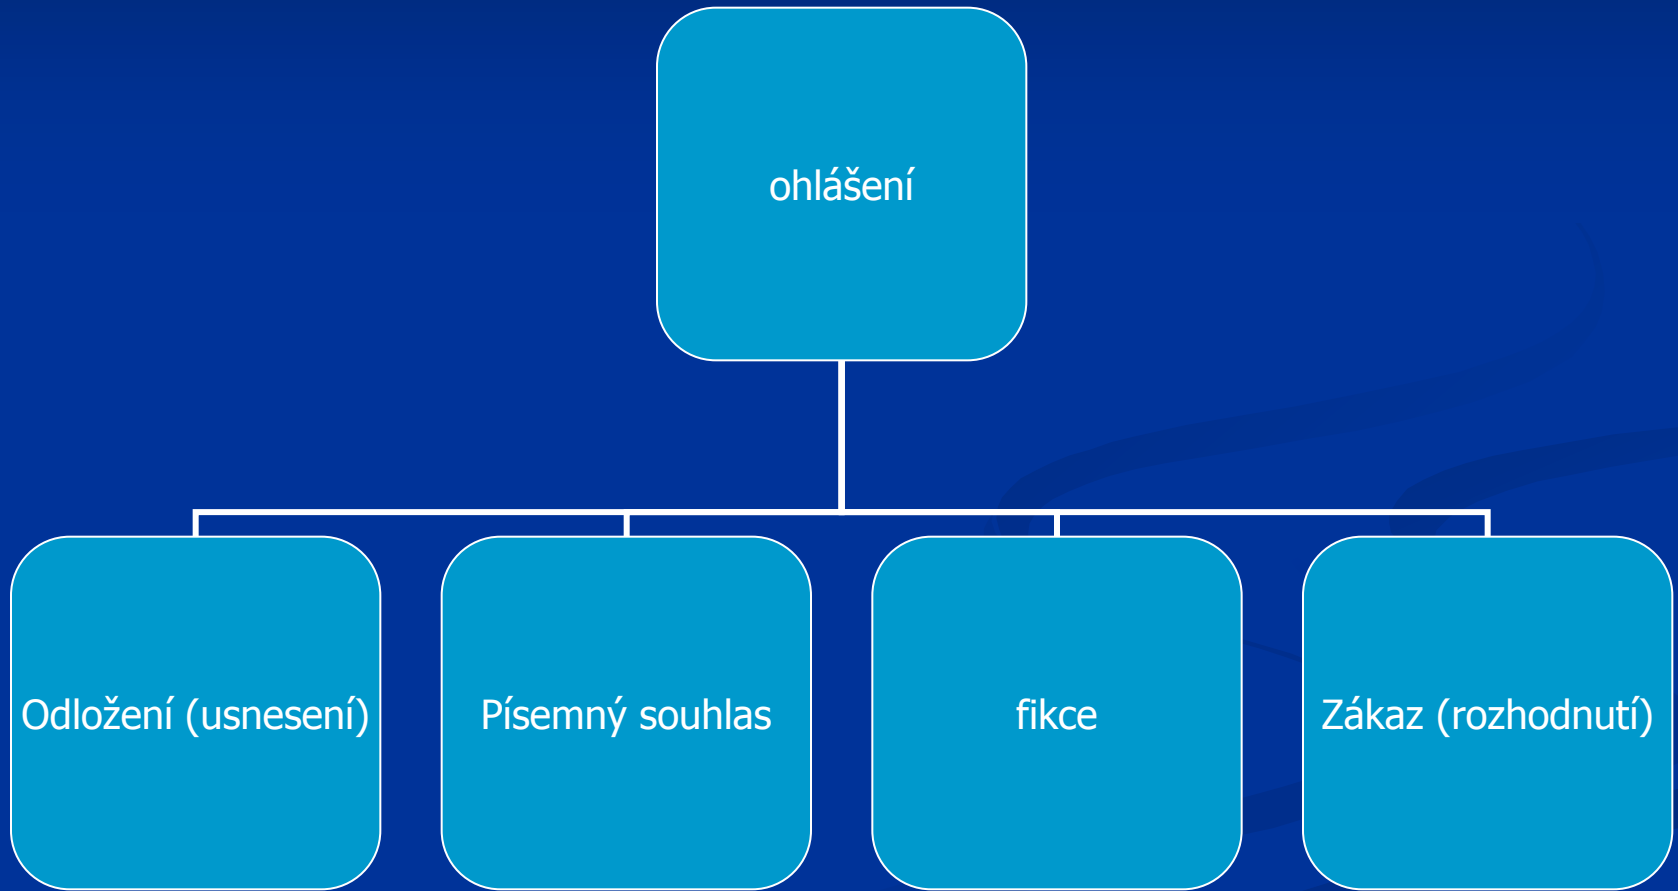 ohlášení
Odložení (usnesení)
Písemný souhlas
fikce
Zákaz (rozhodnutí)